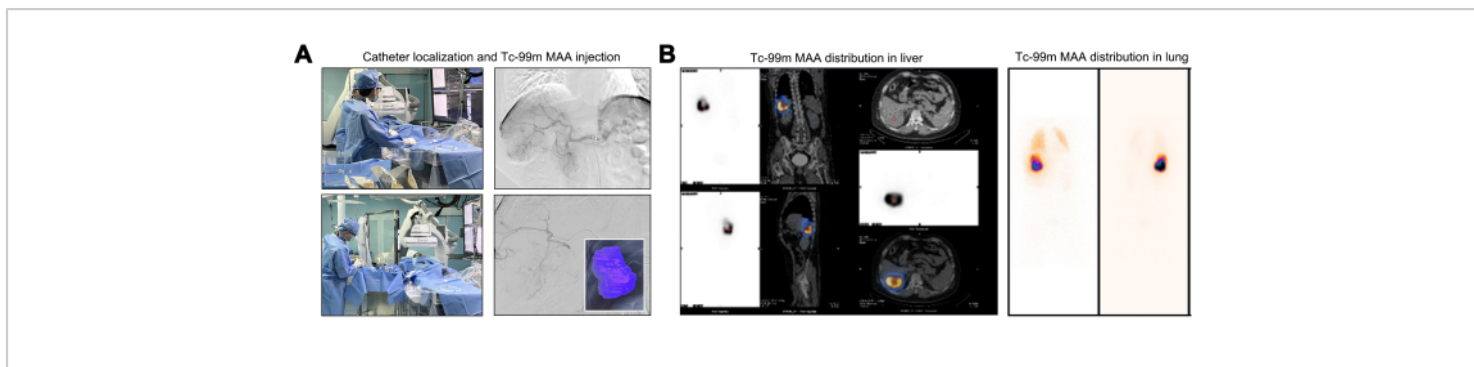 A
Catheter localization and Tc-99m MAA injection
B
Tc-99m MAA distribution in liver
Tc-99m MAA distribution in lung